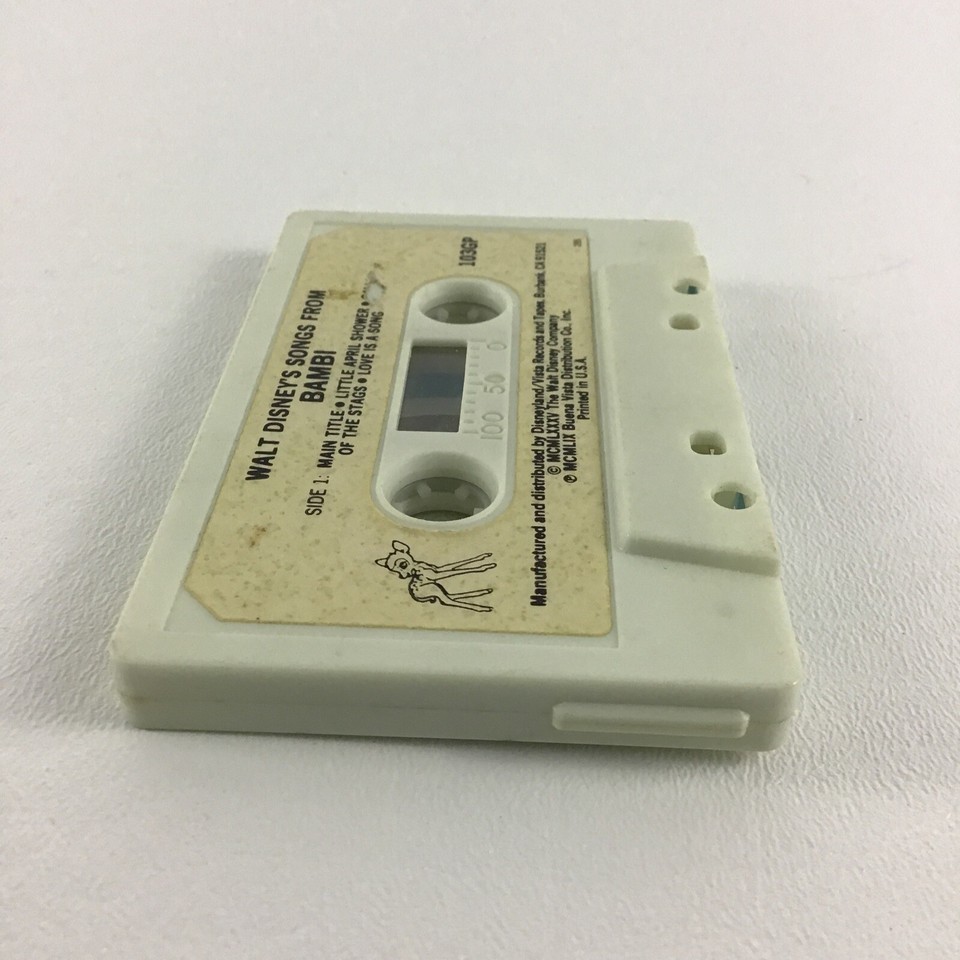 WALT DISNEY'S SONGS FROM
BAMBI
SIDE 1: MAIN TITLE • LITTLE APRIL SHOWER •
OF THE STAGS • LOVE IS A SONG
103GP
100 50 0
Manufactured and distributed by Disneyland/Vista Records and Tapes, Burbank, CA 91521
© MCMLXXXV The Walt Disney Company
℗ MCMLIX Buena Vista Distribution Co., Inc.
Printed in U.S.A.